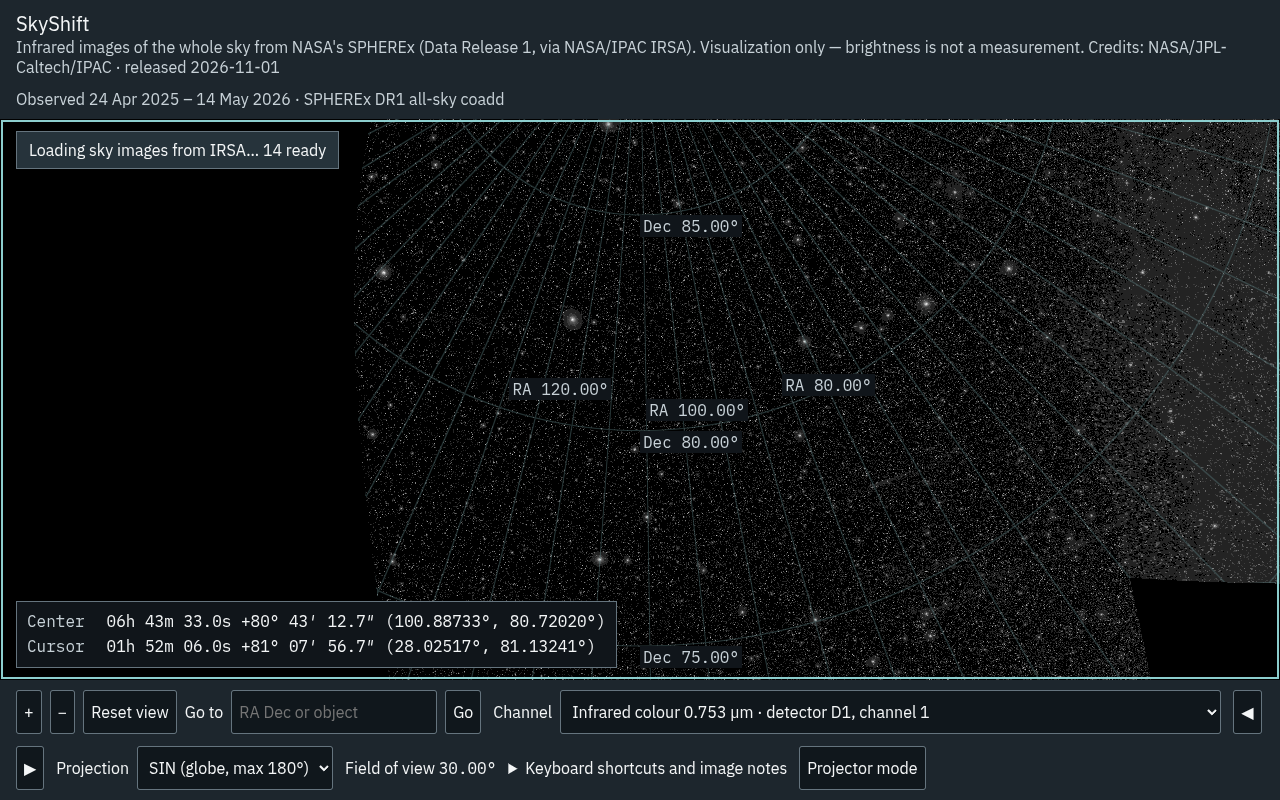 SkyShift
Infrared images of the whole sky from NASA's SPHEREx (Data Release 1, via NASA/IPAC IRSA). Visualization only — brightness is not a measurement. Credits: NASA/JPL-
Caltech/IPAC · released 2026-11-01
Observed 24 Apr 2025 – 14 May 2026 · SPHEREx DR1 all-sky coadd
Loading sky images from IRSA… 14 ready
Dec 85.00°
RA 120.00°
RA 80.00°
RA 100.00°
Dec 80.00°
Center 06h 43m 33.0s +80° 43′ 12.7″ (100.88733°, 80.72020°)
Cursor 01h 52m 06.0s +81° 07′ 56.7″ (28.02517°, 81.13241°)
Dec 75.00°
+ − Reset view Go to RA Dec or object Go Channel Infrared colour 0.753 µm · detector D1, channel 1 ◀
▶ Projection SIN (globe, max 180°) Field of view 30.00° ▶ Keyboard shortcuts and image notes Projector mode